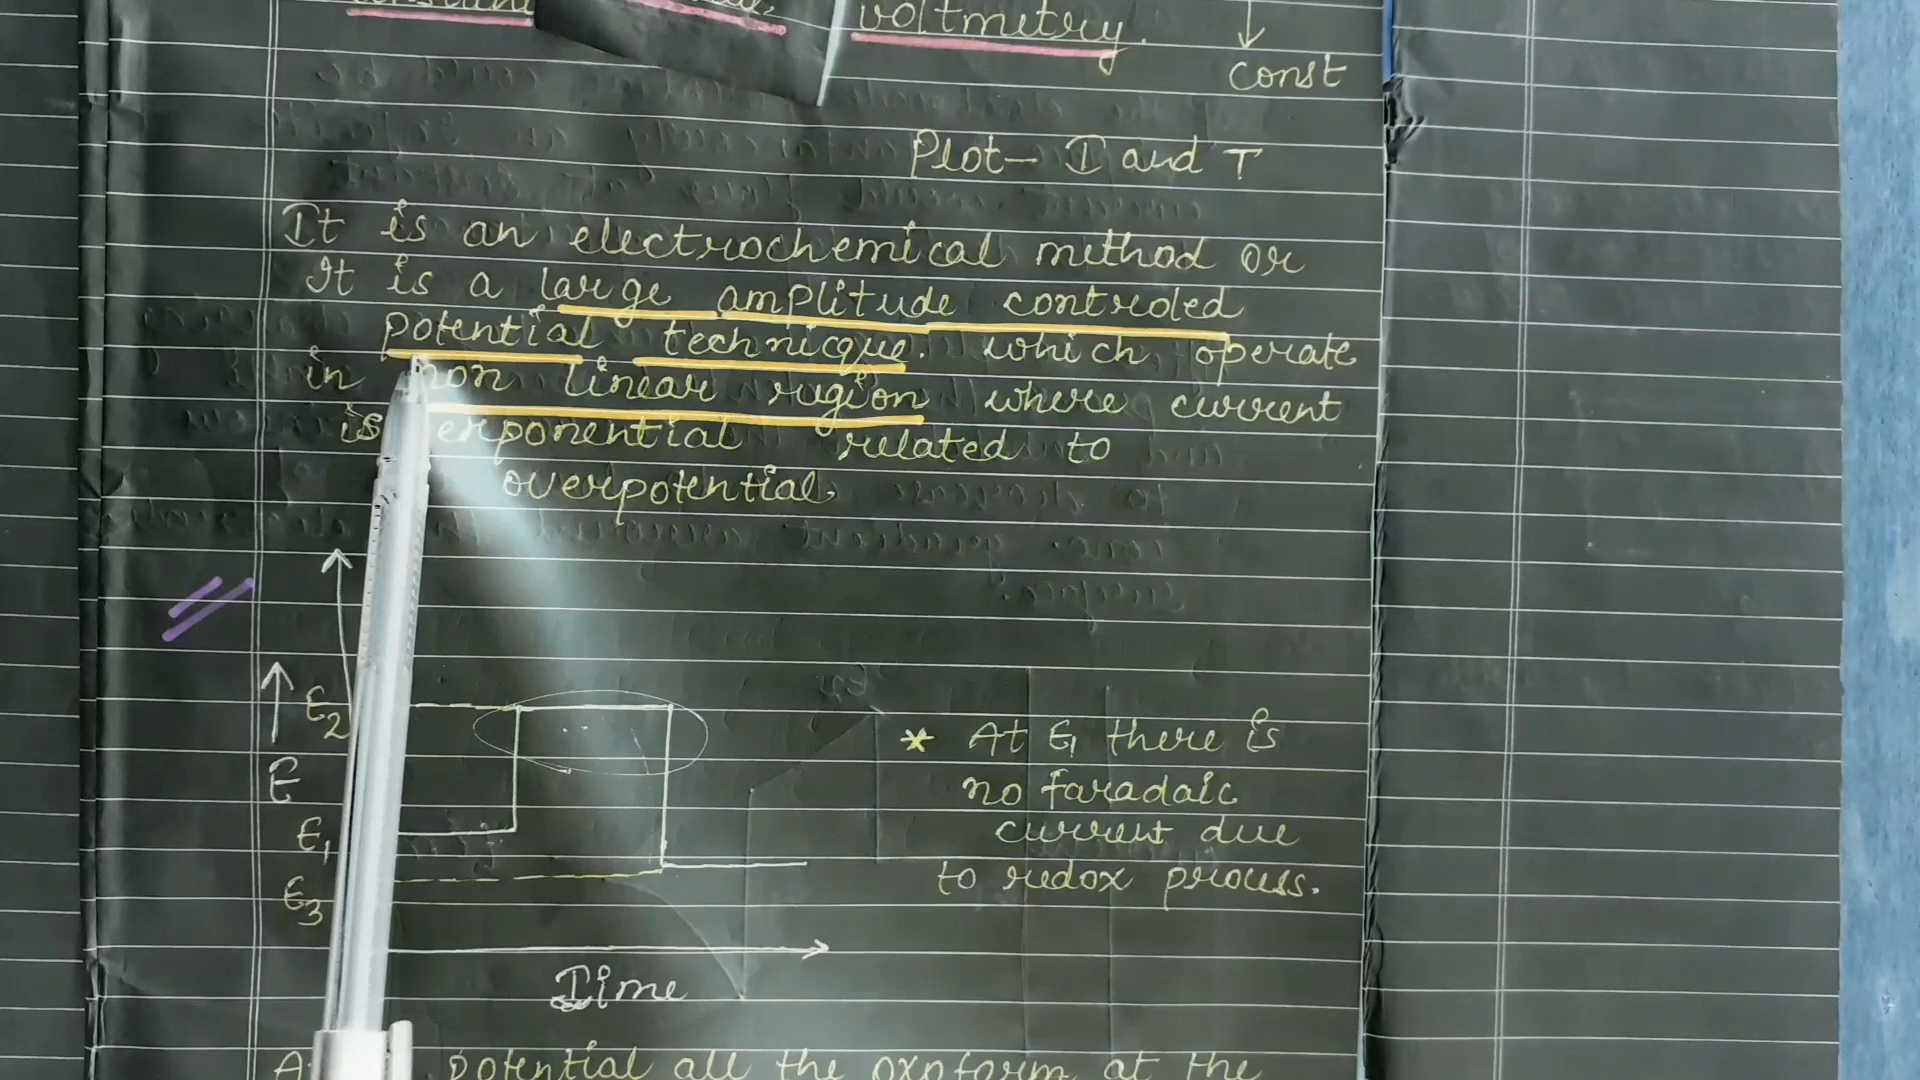 voltmetry.
const
Plot- I and T
It is an electrochemical method or
It is a large amplitude controled
potential technique. which operate
in non linear region where current
is exponential related to
overpotential.
E2
E
E1
E3
Time
* At E1 there is
no faradaic
current due
to redox process.
potential all the oxoform at the